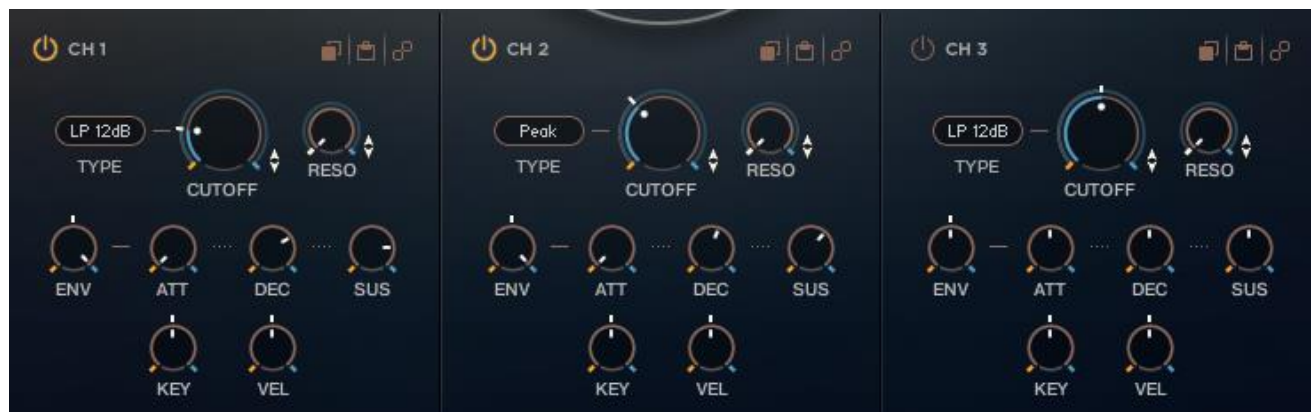 CH 1
CH 2
CH 3
LP 12dB
Peak
LP 12dB
TYPE
RESO
TYPE
RESO
TYPE
RESO
CUTOFF
CUTOFF
CUTOFF
ENV ATT DEC SUS
ENV ATT DEC SUS
ENV ATT DEC SUS
KEY VEL
KEY VEL
KEY VEL